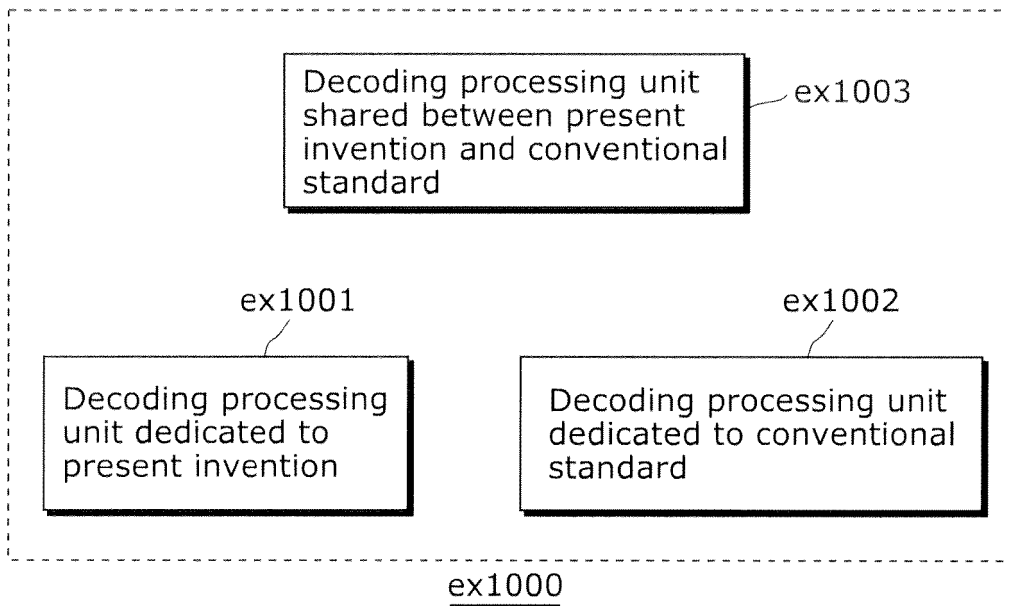 Decoding processing unit
shared between present
invention and conventional
standard
ex1003
ex1001
ex1002
Decoding processing
unit dedicated to
present invention
Decoding processing unit
dedicated to conventional
standard
ex1000